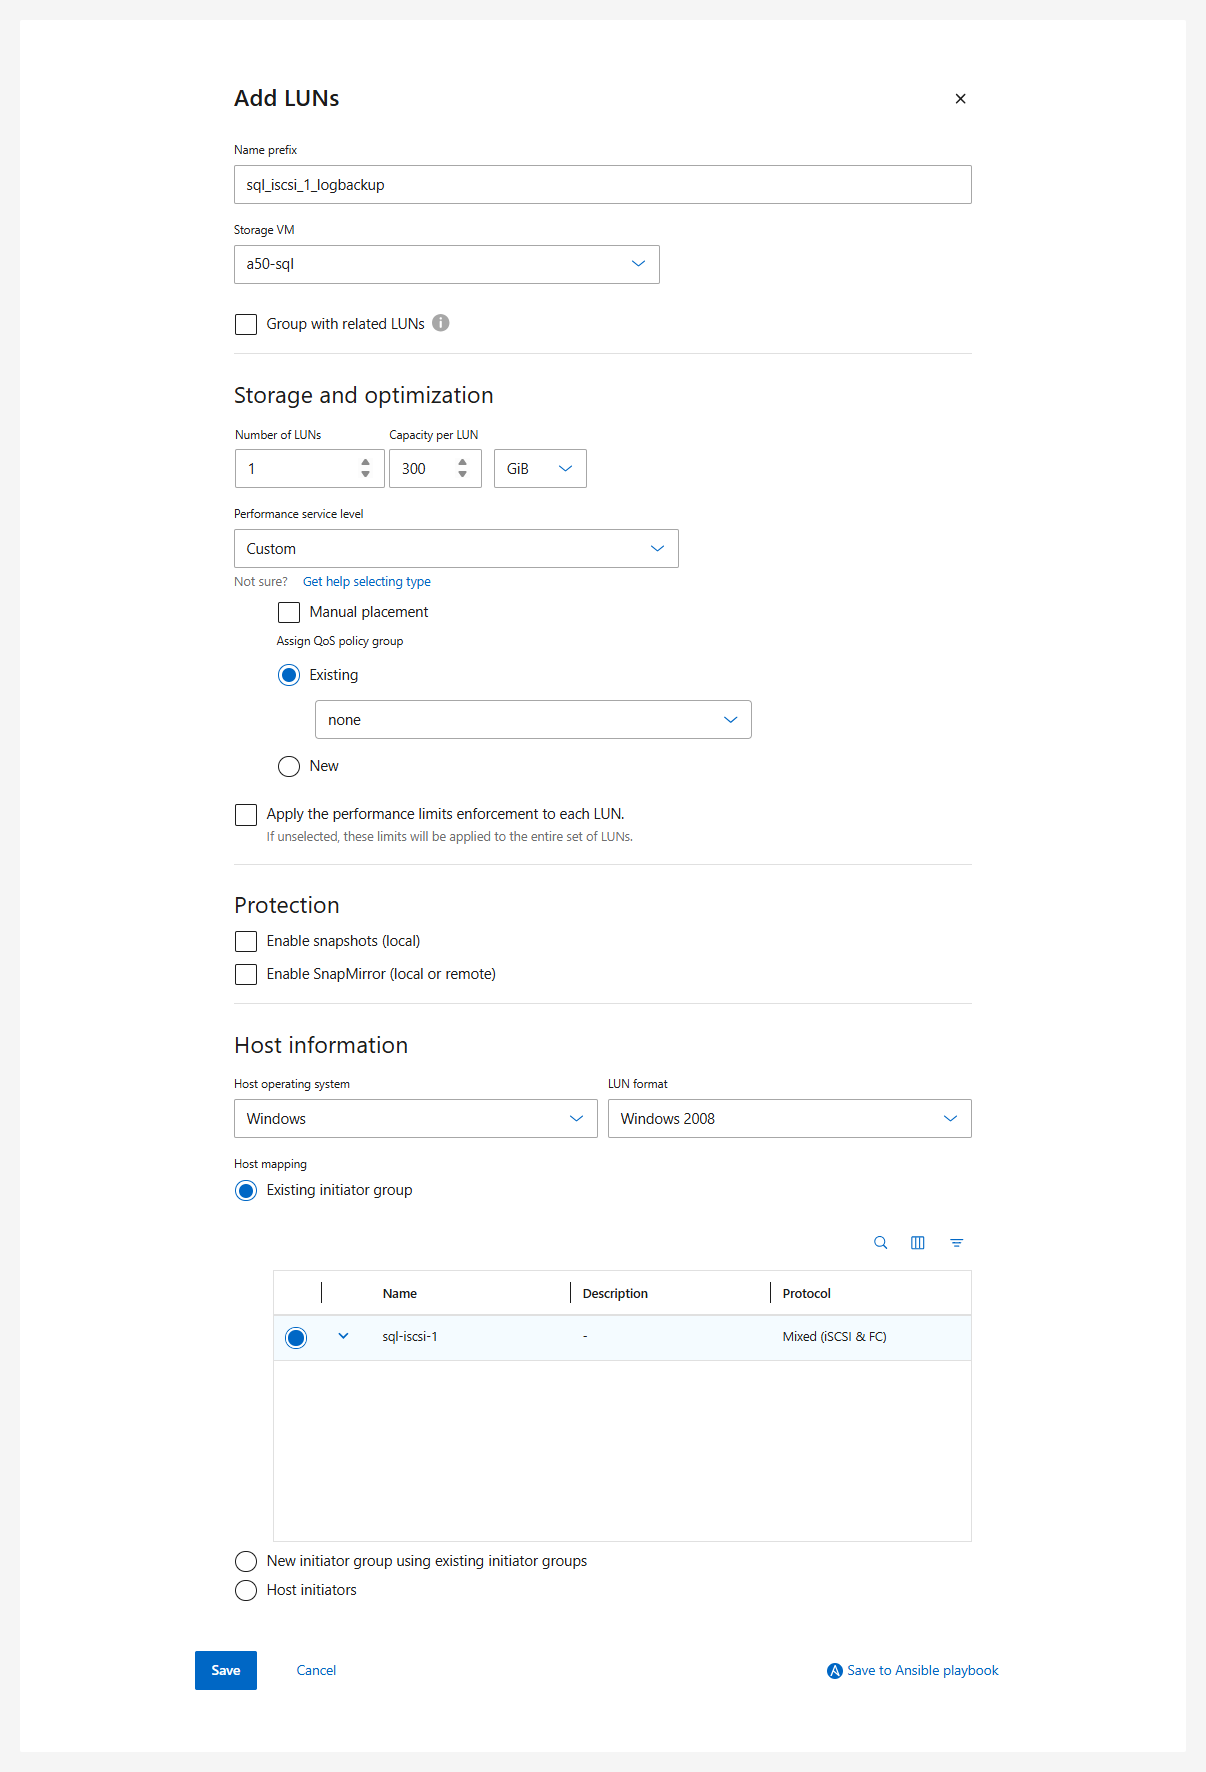 Add LUNs
Name prefix
sql_iscsi_1_logbackup
Storage VM
a50-sql
Group with related LUNs
Storage and optimization
Number of LUNs Capacity per LUN
1 300 GiB
Performance service level
Custom
Not sure? Get help selecting type
Manual placement
Assign QoS policy group
Existing
none
New
Apply the performance limits enforcement to each LUN.
If unselected, these limits will be applied to the entire set of LUNs.
Protection
Enable snapshots (local)
Enable SnapMirror (local or remote)
Host information
Host operating system LUN format
Windows Windows 2008
Host mapping
Existing initiator group
Name Description Protocol
sql-iscsi-1 - Mixed (iSCSI & FC)
New initiator group using existing initiator groups
Host initiators
Save Cancel Save to Ansible playbook